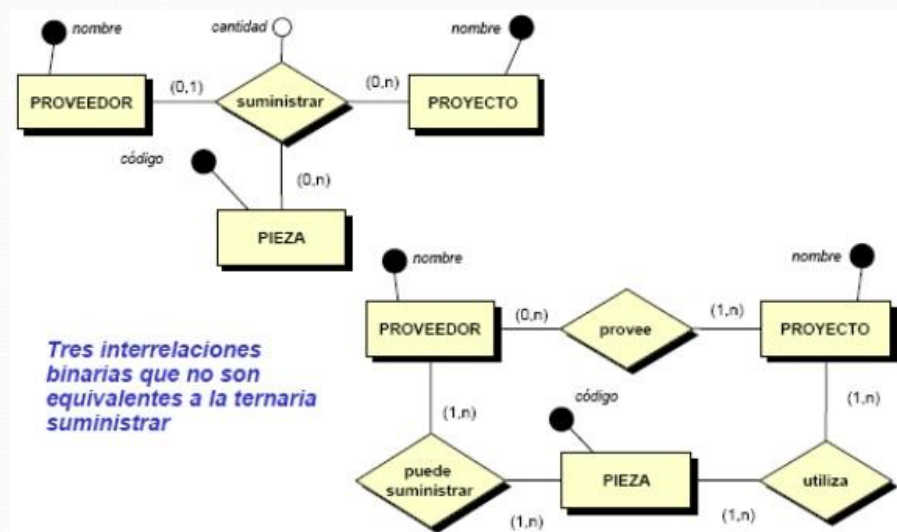 nombre
cantidad
nombre
PROVEEDOR
(0,1)
suministrar
(0,n)
PROYECTO
código
(0,n)
PIEZA
nombre
nombre
PROVEEDOR
(0,n)
provee
(1,n)
PROYECTO
Tres interrelaciones
binarias que no son
equivalentes a la ternaria
suministrar
(1,n)
código
(1,n)
puede
suministrar
(1,n)
PIEZA
(1,n)
utiliza